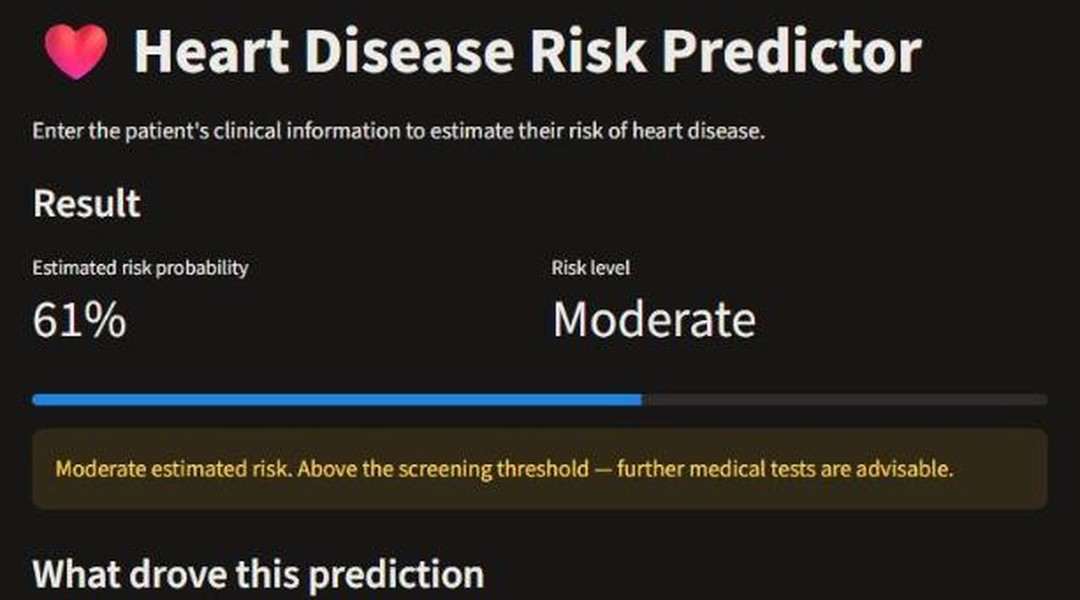 Heart Disease Risk Predictor
Enter the patient's clinical information to estimate their risk of heart disease.
Result
Estimated risk probability
61%
Risk level
Moderate
Moderate estimated risk. Above the screening threshold — further medical tests are advisable.
What drove this prediction